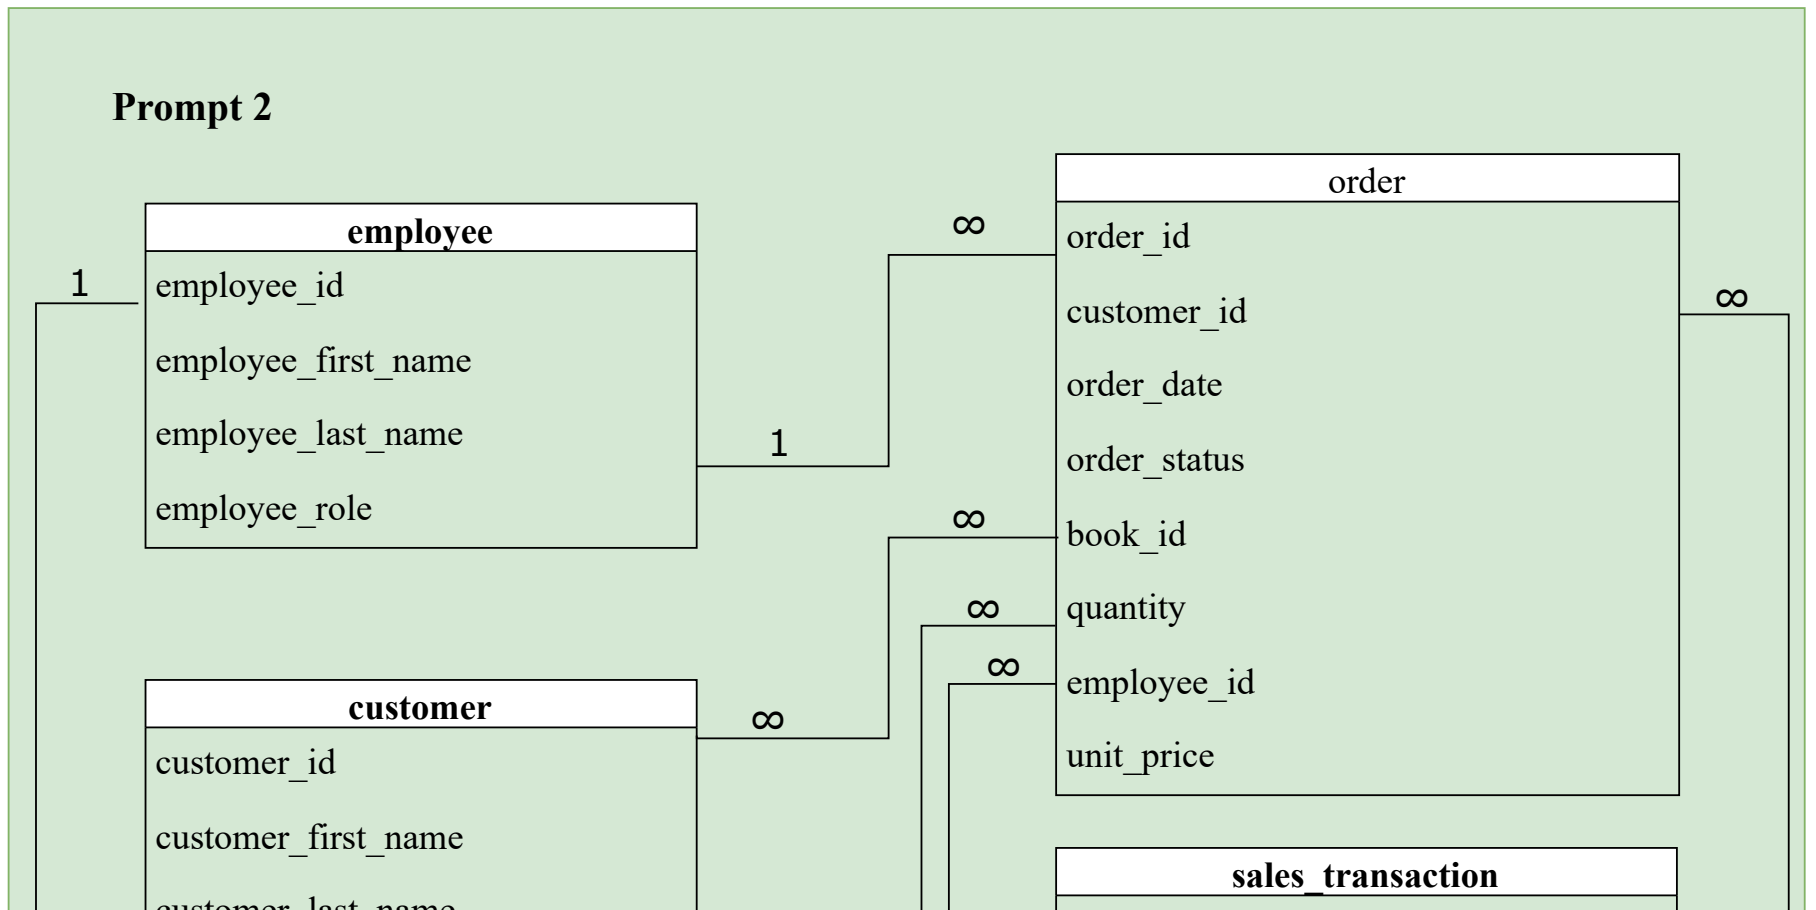 Prompt 2
employee
1
employee_id
employee_first_name
employee_last_name
employee_role
1
∞
order
order_id
customer_id
order_date
order_status
book_id
quantity
employee_id
unit_price
∞
∞
∞
∞
customer
∞
customer_id
customer_first_name
customer_last_name
sales_transaction